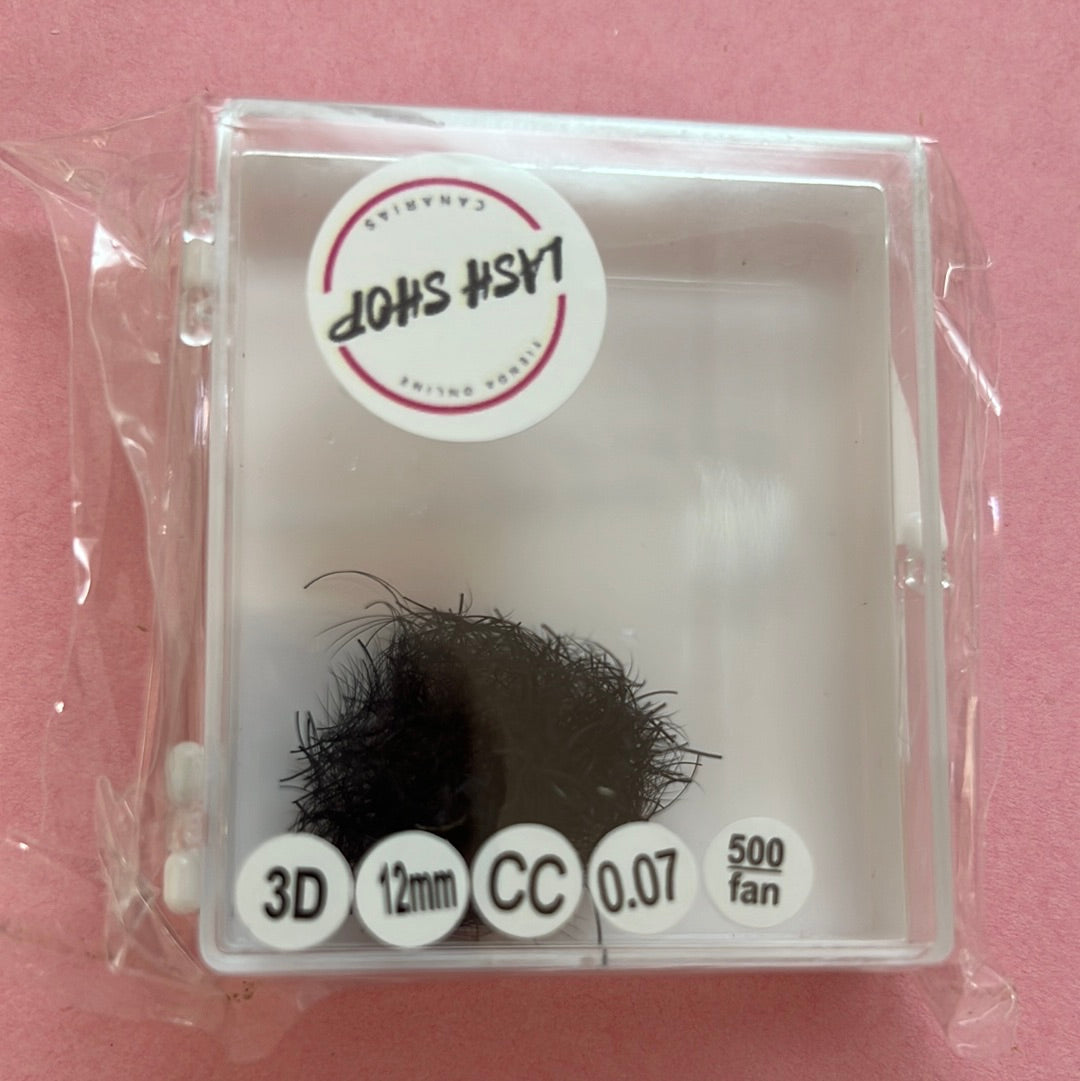 CANARIAS
LASH SHOP
TIENDA ONLINE
3D
12mm
CC
0.07
500
fan